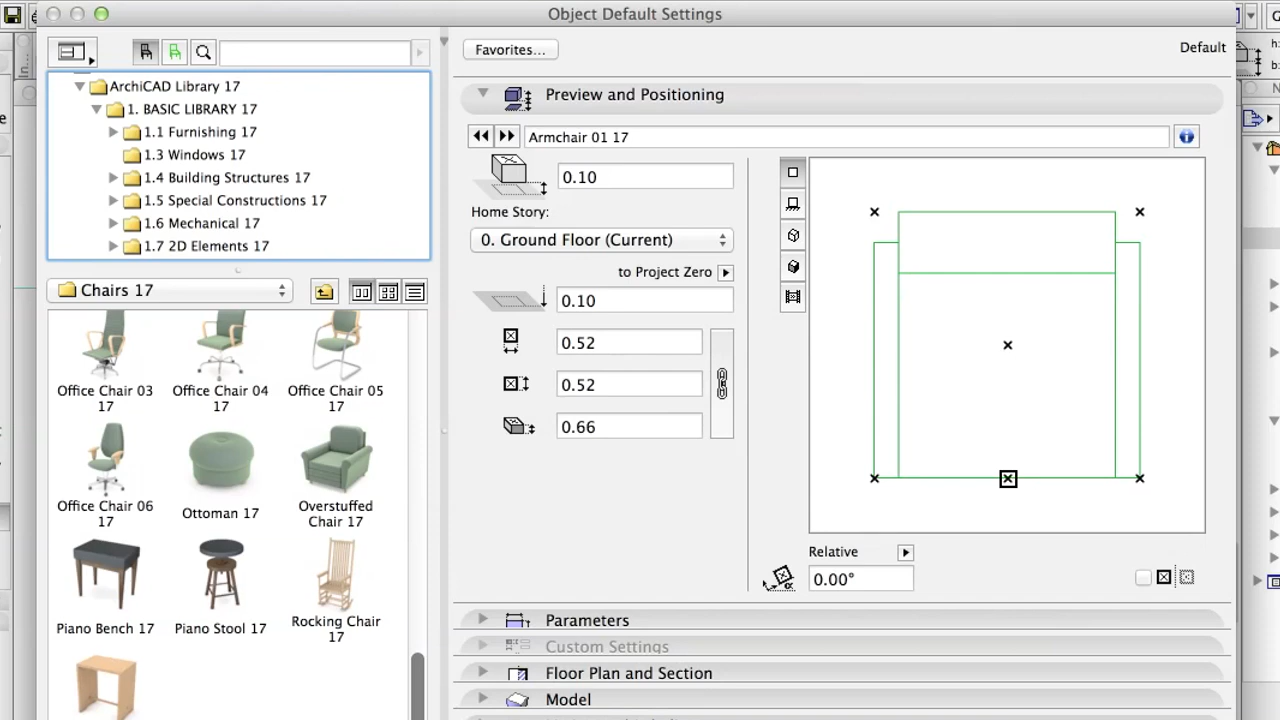 Object Default Settings
Favorites...
Default
ArchiCAD Library 17
1. BASIC LIBRARY 17
1.1 Furnishing 17
1.3 Windows 17
1.4 Building Structures 17
1.5 Special Constructions 17
1.6 Mechanical 17
1.7 2D Elements 17
Chairs 17
Office Chair 03
17
Office Chair 04
17
Office Chair 05
17
Office Chair 06
17
Ottoman 17
Overstuffed
Chair 17
Piano Bench 17
Piano Stool 17
Rocking Chair
17
Preview and Positioning
Armchair 01 17
0.10
Home Story:
0. Ground Floor (Current)
to Project Zero
0.10
0.52
0.52
0.66
Relative
0.00°
Parameters
Custom Settings
Floor Plan and Section
Model